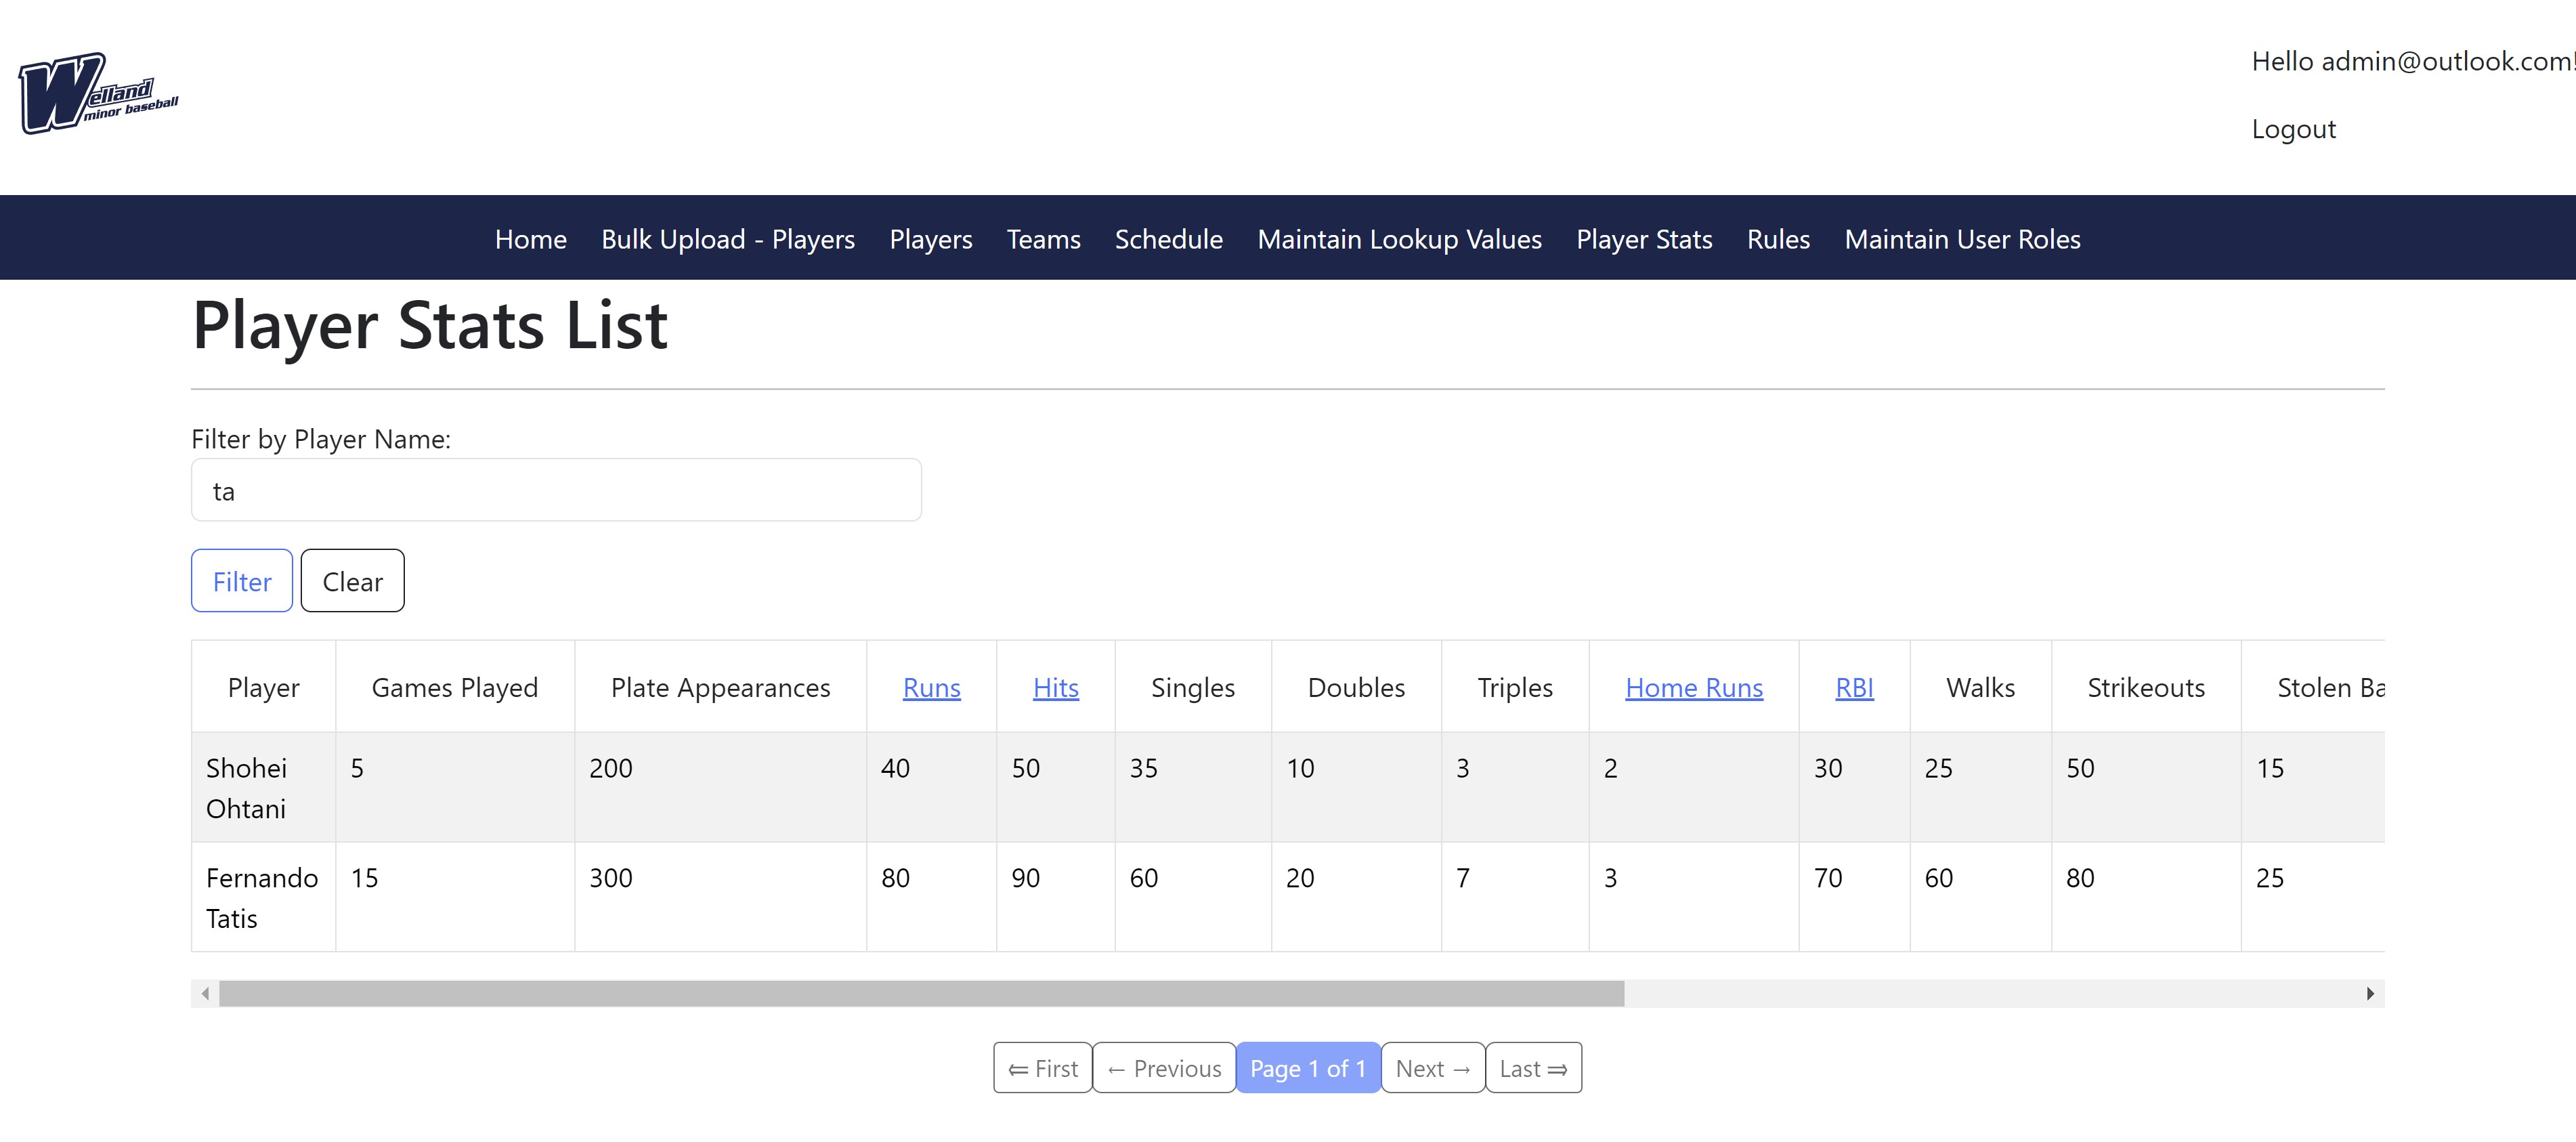 Welland
minor baseball
Hello admin@outlook.com!
Logout
Home Bulk Upload - Players Players Teams Schedule Maintain Lookup Values Player Stats Rules Maintain User Roles
Player Stats List
Filter by Player Name:
ta
Filter Clear
Player Games Played Plate Appearances Runs Hits Singles Doubles Triples Home Runs RBI Walks Strikeouts Stolen Ba
Shohei Ohtani 5 200 40 50 35 10 3 2 30 25 50 15
Fernando Tatis 15 300 80 90 60 20 7 3 70 60 80 25
⇐ First ← Previous Page 1 of 1 Next → Last ⇒